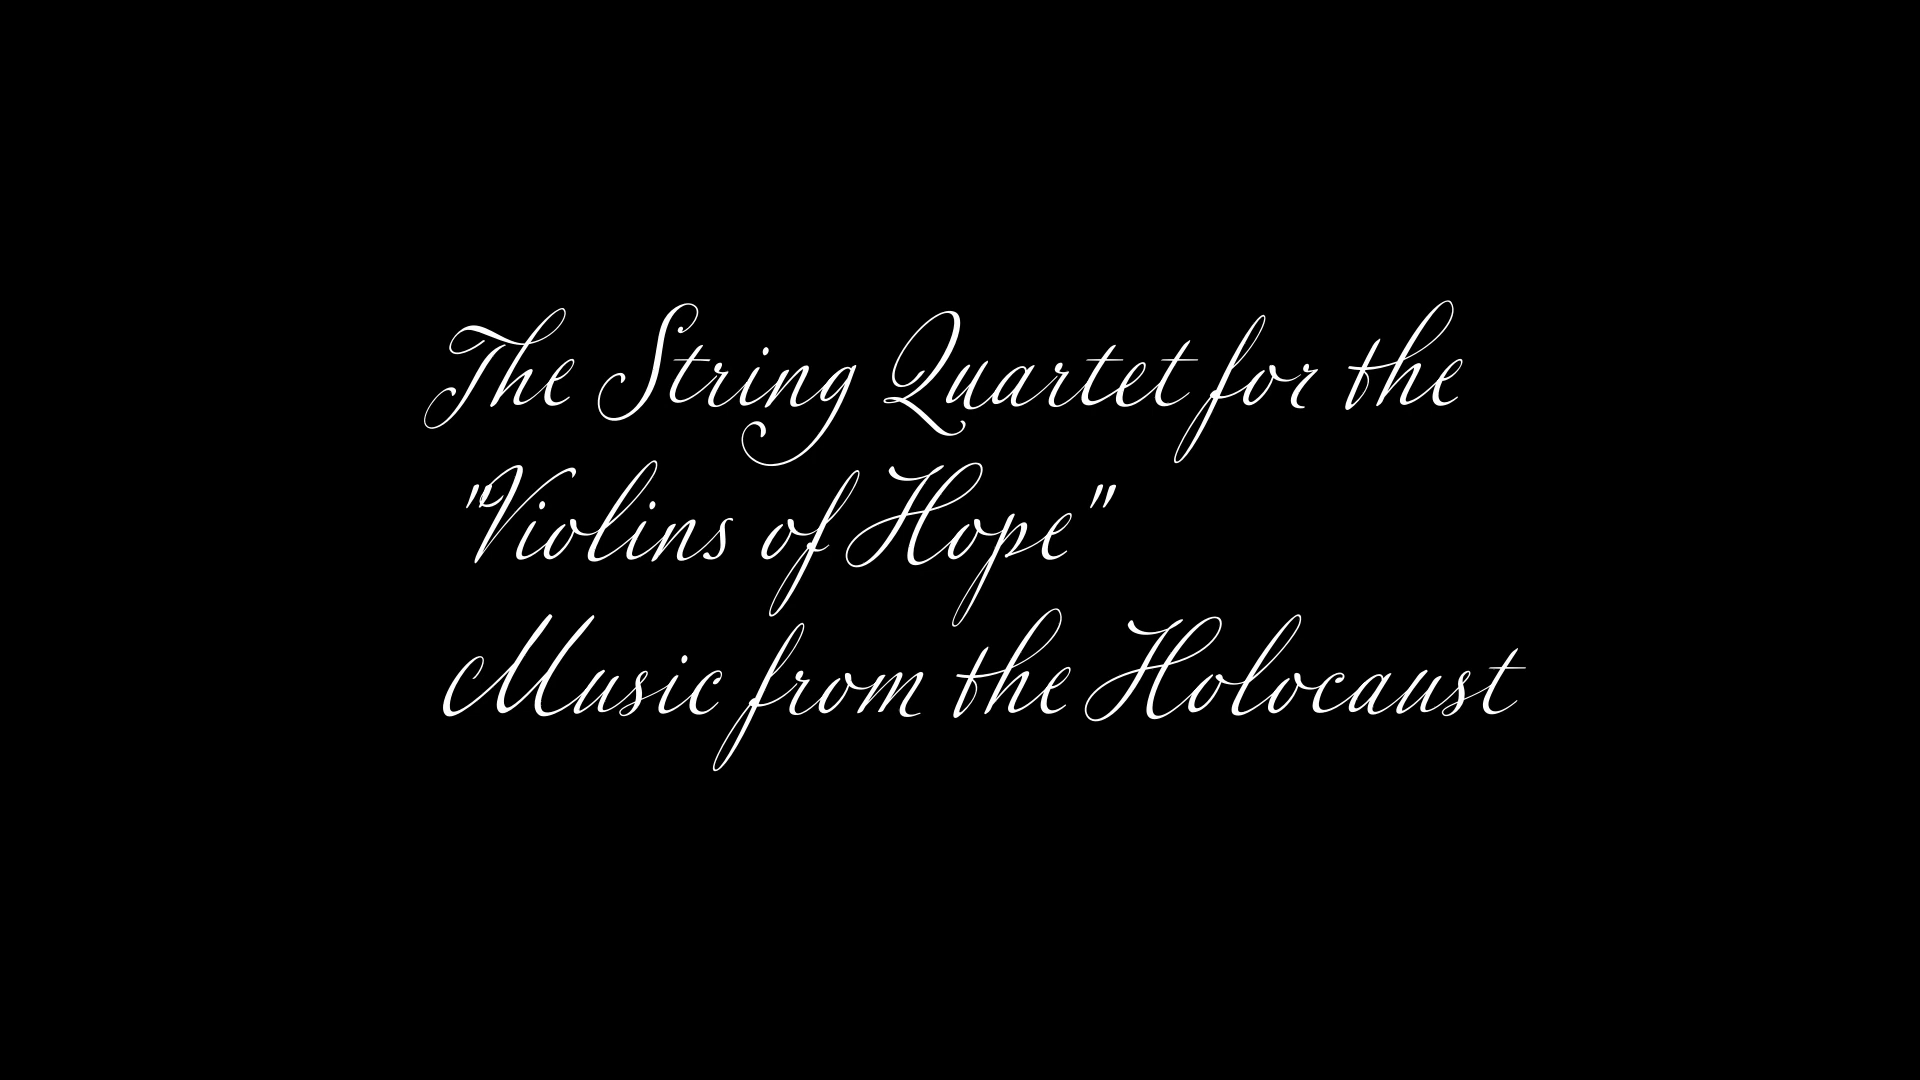 The String Quartet for the
"Violins of Hope"
Music from the Holocaust